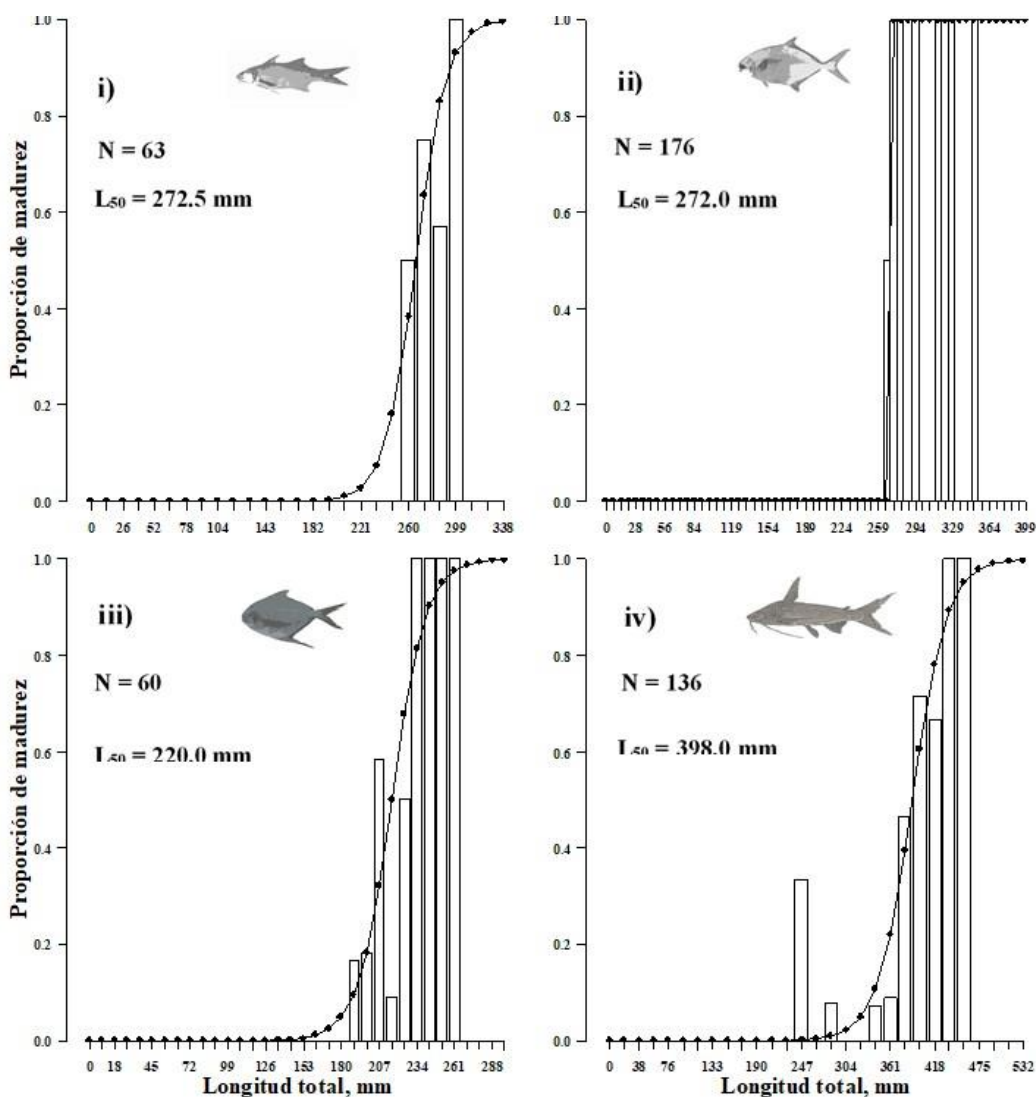 i)
N = 63
L50 = 272.5 mm
Proporción de madurez
1.0
0.8
0.6
0.4
0.2
0.0
0 26 52 78 104 143 182 221 260 299 338
ii)
N = 176
L50 = 272.0 mm
1.0
0.8
0.6
0.4
0.2
0.0
0 28 56 84 119 154 189 224 259 294 329 364 399
iii)
N = 60
L50 = 220.0 mm
Proporción de madurez
1.0
0.8
0.6
0.4
0.2
0.0
0 18 45 72 99 126 153 180 207 234 261 288
Longitud total, mm
iv)
N = 136
L50 = 398.0 mm
1.0
0.8
0.6
0.4
0.2
0.0
0 38 76 133 190 247 304 361 418 475 532
Longitud total, mm